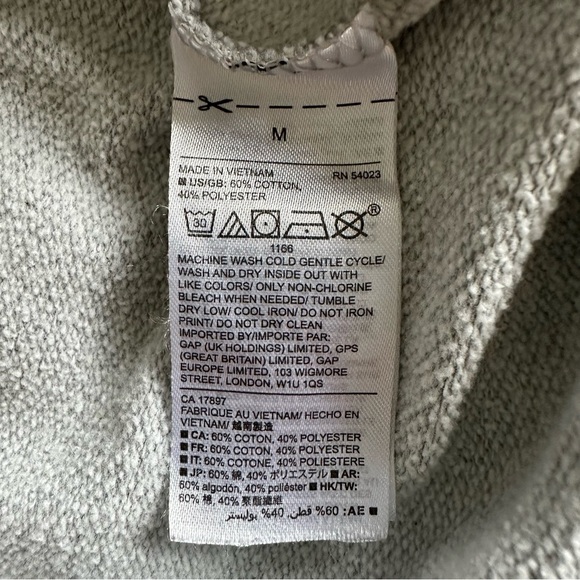 M
MADE IN VIETNAM RN 54023
US/GB: 60% COTTON,
40% POLYESTER
30 ®
1166
MACHINE WASH COLD GENTLE CYCLE/
WASH AND DRY INSIDE OUT WITH
LIKE COLORS/ ONLY NON-CHLORINE
BLEACH WHEN NEEDED/ TUMBLE
DRY LOW/ COOL IRON/ DO NOT IRON
PRINT/ DO NOT DRY CLEAN
IMPORTED BY/IMPORTE PAR:
GAP (UK HOLDINGS) LIMITED, GPS
(GREAT BRITAIN) LIMITED, GAP
EUROPE LIMITED, 103 WIGMORE
STREET, LONDON, W1U 1QS
CA 17897
FABRIQUE AU VIETNAM/ HECHO EN
VIETNAM/ 越南製造
CA: 60% COTON, 40% POLYESTER
FR: 60% COTON, 40% POLYESTER
IT: 60% COTONE, 40% POLIESTERE
JP: 60% 綿, 40% ポリエステル AR:
60% algodón, 40% poliéster HK/TW:
60% 棉, 40% 聚酯纖維
AE: 60% قطن, 40% بوليستر